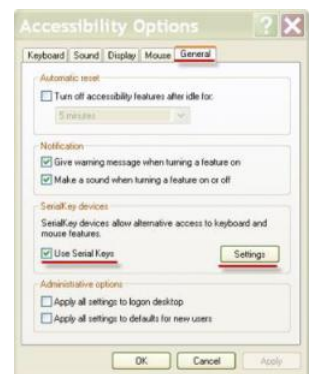 Accessibility Options
Keyboard Sound Display Mouse General
Automatic reset
Turn off accessibility features after idle for:
5 minutes
Notification
Give warning message when turning a feature on
Make a sound when turning a feature on or off
SerialKey devices
SerialKey devices allow alternative access to keyboard and
mouse features.
Use Serial Keys
Settings
Administrative options
Apply all settings to logon desktop
Apply all settings to defaults for new users
OK Cancel Apply